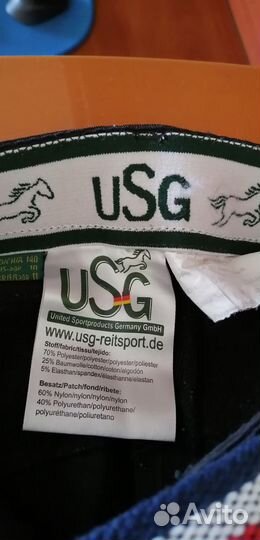 USG
USG
United Sportproducts Germany GmbH
www.usg-reitsport.de
Stoff/fabric/tissu/tejido:
70% Polyester/polyester/polyester/poliester
25% Baumwolle/cotton/coton/algodón
5% Elasthan/spandex/élasthanne/elastan
Besatz/Patch/fond/ribete:
60% Nylon/nylon/nylon/nylon
40% Polyurethan/polyurethane/
polyuréthane/poliuretano
Avito